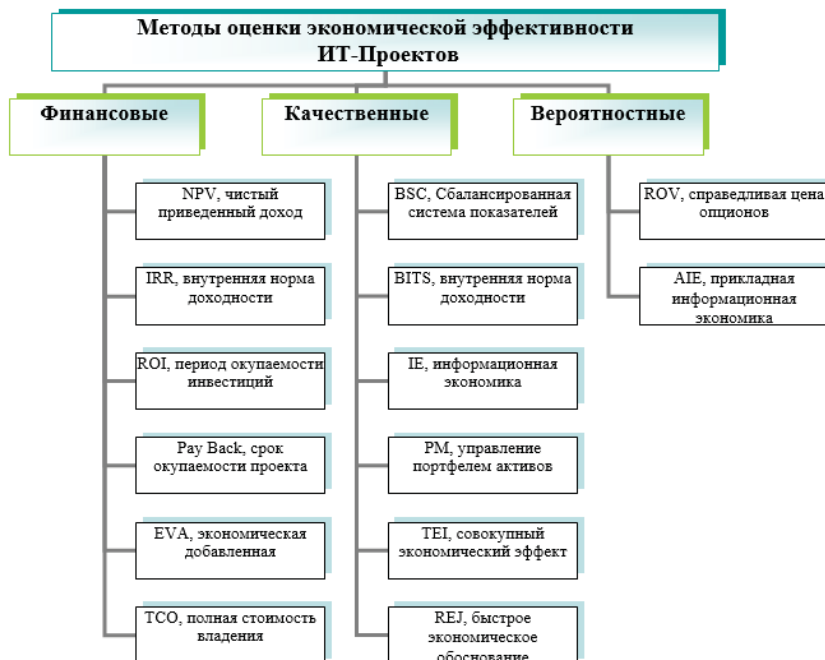 Методы оценки экономической эффективности
ИТ-Проектов
Финансовые
Качественные
Вероятностные
NPV, чистый
приведенный доход
IRR, внутренняя норма
доходности
ROI, период окупаемости
инвестиций
Pay Back, срок
окупаемости проекта
EVA, экономическая
добавленная
TCO, полная стоимость
владения
BSC, Сбалансированная
система показателей
BITS, внутренняя норма
доходности
IE, информационная
экономика
PM, управление
портфелем активов
TEI, совокупный
экономический эффект
REJ, быстрое
экономическое
обоснование
ROV, справедливая цена
опционов
AIE, прикладная
информационная
экономика